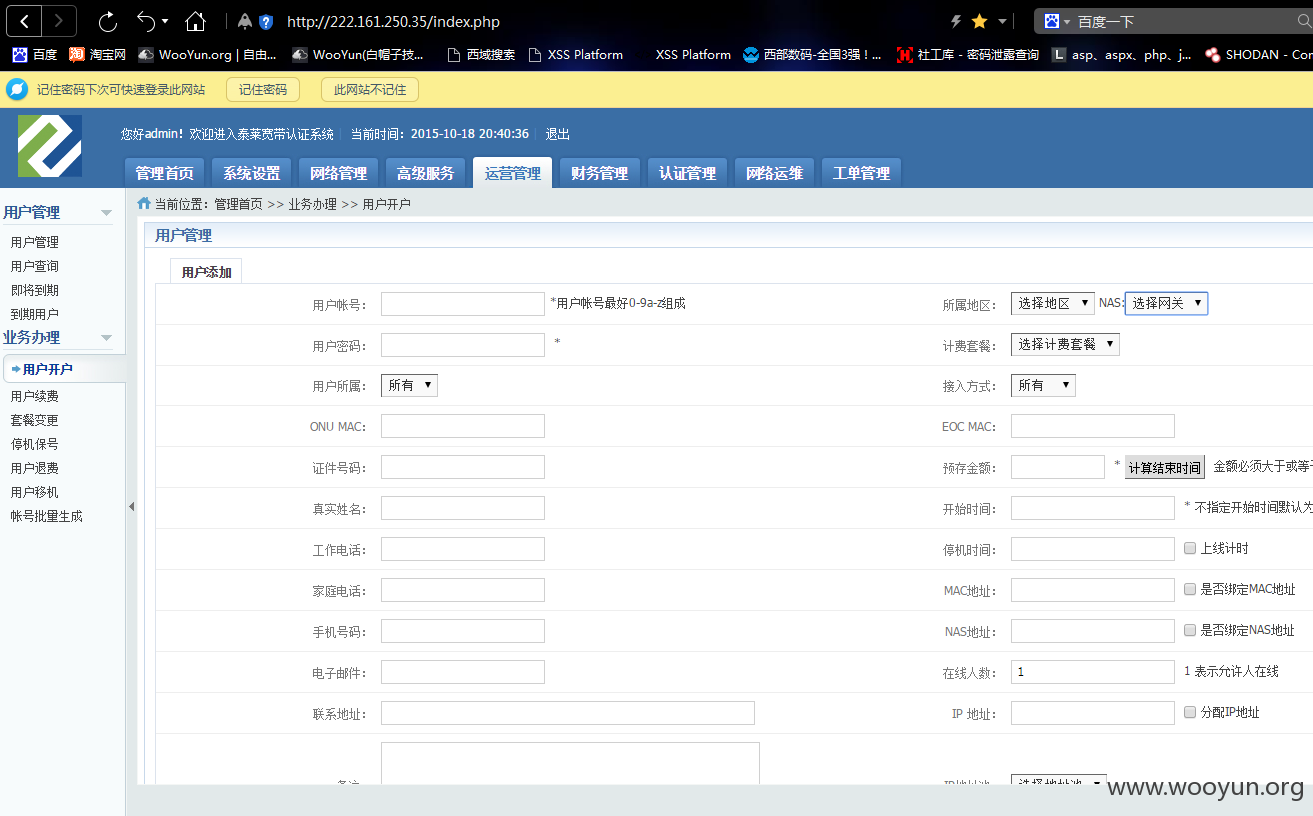 http://222.161.250.35/index.php 百度一下
百度 淘宝网 WooYun.org | 自由... WooYun(白帽子技... 西域搜索 XSS Platform XSS Platform 西部数码-全国3强！... 社工库 - 密码泄露查询 asp、aspx、php、j... SHODAN - Con
记住密码下次可快速登录此网站 记住密码 此网站不记住
您好admin! 欢迎进入泰莱宽带认证系统 当前时间: 2015-10-18 20:40:36 退出
管理首页 系统设置 网络管理 高级服务 运营管理 财务管理 认证管理 网络运维 工单管理
当前位置: 管理首页 >> 业务办理 >> 用户开户
用户管理
用户管理
用户查询
即将到期
到期用户
业务办理
用户开户
用户续费
套餐变更
停机保号
用户退费
用户移机
帐号批量生成
用户管理
用户添加
用户帐号: *用户帐号最好0-9a-z组成 所属地区: 选择地区 NAS: 选择网关
用户密码: * 计费套餐: 选择计费套餐
用户所属: 所有 接入方式: 所有
ONU MAC: EOC MAC:
证件号码: 预存金额: * 计算结束时间 金额必须大于或等于
真实姓名: 开始时间: * 不指定开始时间默认为
工作电话: 停机时间: 上线计时
家庭电话: MAC地址: 是否绑定MAC地址
手机号码: NAS地址: 是否绑定NAS地址
电子邮件: 在线人数: 1 1 表示允许人在线
联系地址: IP 地址: 分配IP地址
www.wooyun.org